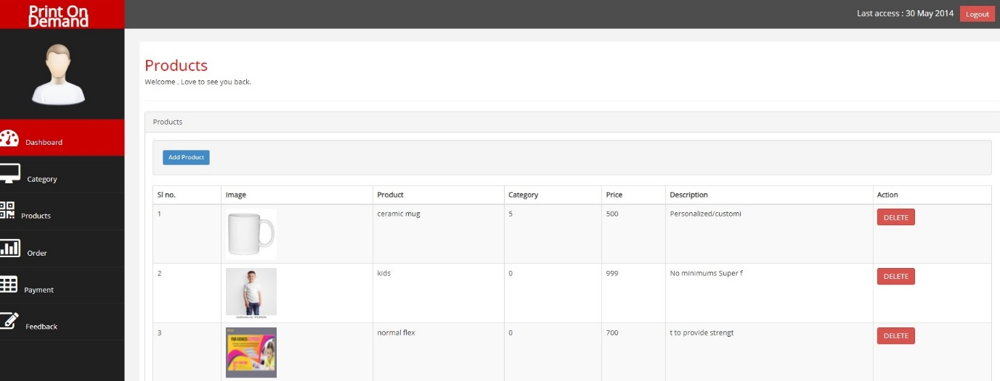 Print On
Demand
Last access : 30 May 2014 Logout
Products
Welcome , Love to see you back.
Dashboard
Category
Products
Order
Payment
Feedback
Products
Add Product
Sl no. Image Product Category Price Description Action
1 ceramic mug 5 500 Personalized/customi DELETE
2 kids 0 999 No minimums Super f DELETE
3 normal flex 0 700 t to provide strengt DELETE
YOUR BUSINESS